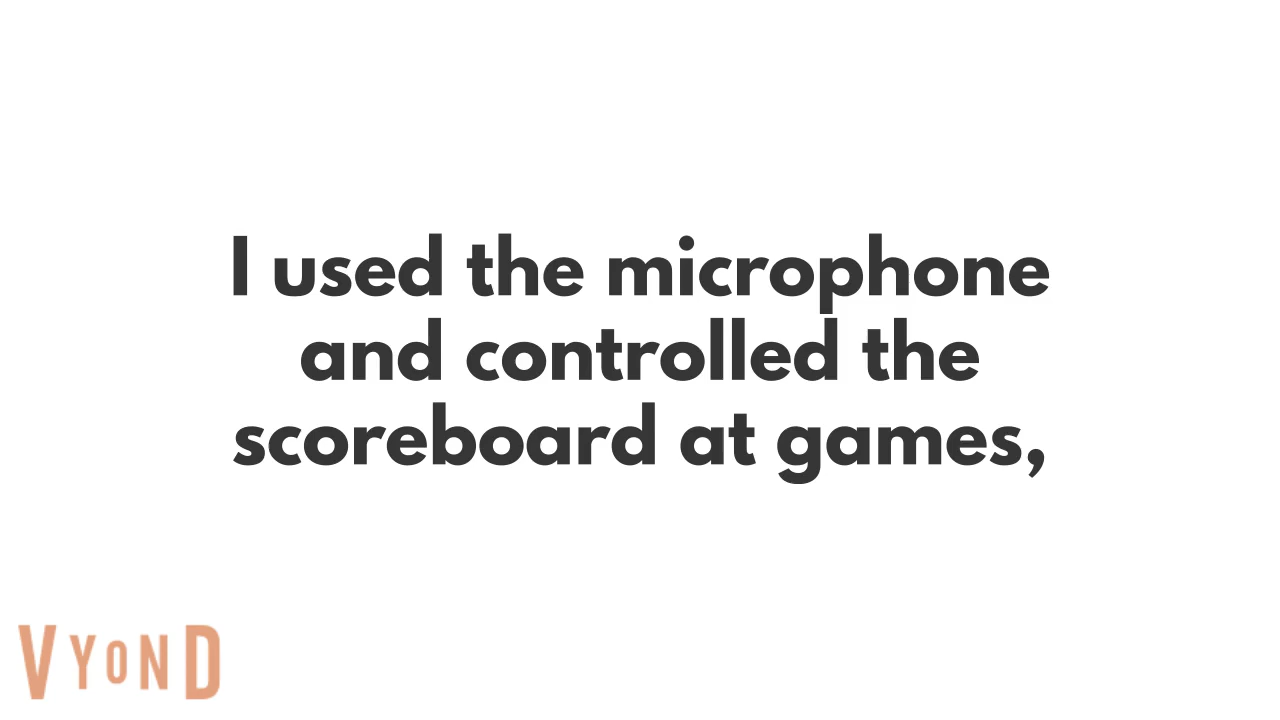 I used the microphone
and controlled the
scoreboard at games,
VYOND